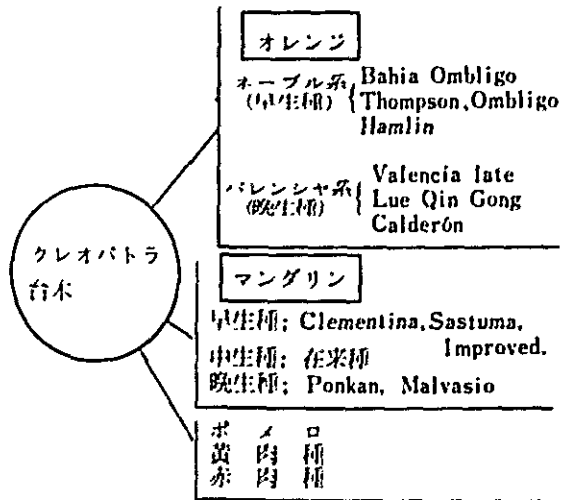 クレオパトラ
台木
オレンジ
ネーブル系
(早生種)
Bahia Ombligo
Thompson,Ombligo
Hamlin
バレンシヤ系
(晩生種)
Valencia late
Lue Qin Gong
Calderón
マングリン
早生種; Clementina,Sastuma,
Improved.
中生種; 在来種
晩生種; Ponkan, Malvasio
ポメロ
黄肉種
赤肉種